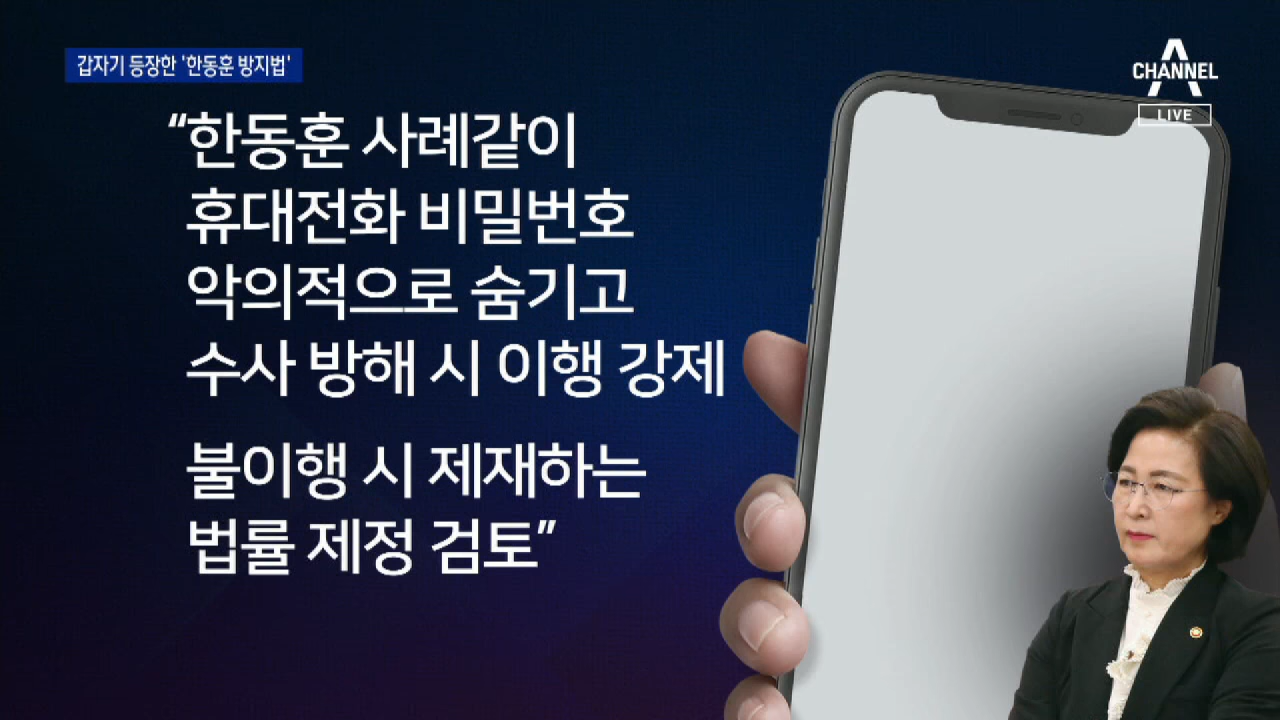 갑자기 등장한 '한동훈 방지법'
CHANNEL A
LIVE
“한동훈 사례같이
휴대전화 비밀번호
악의적으로 숨기고
수사 방해 시 이행 강제
불이행 시 제재하는
법률 제정 검토”